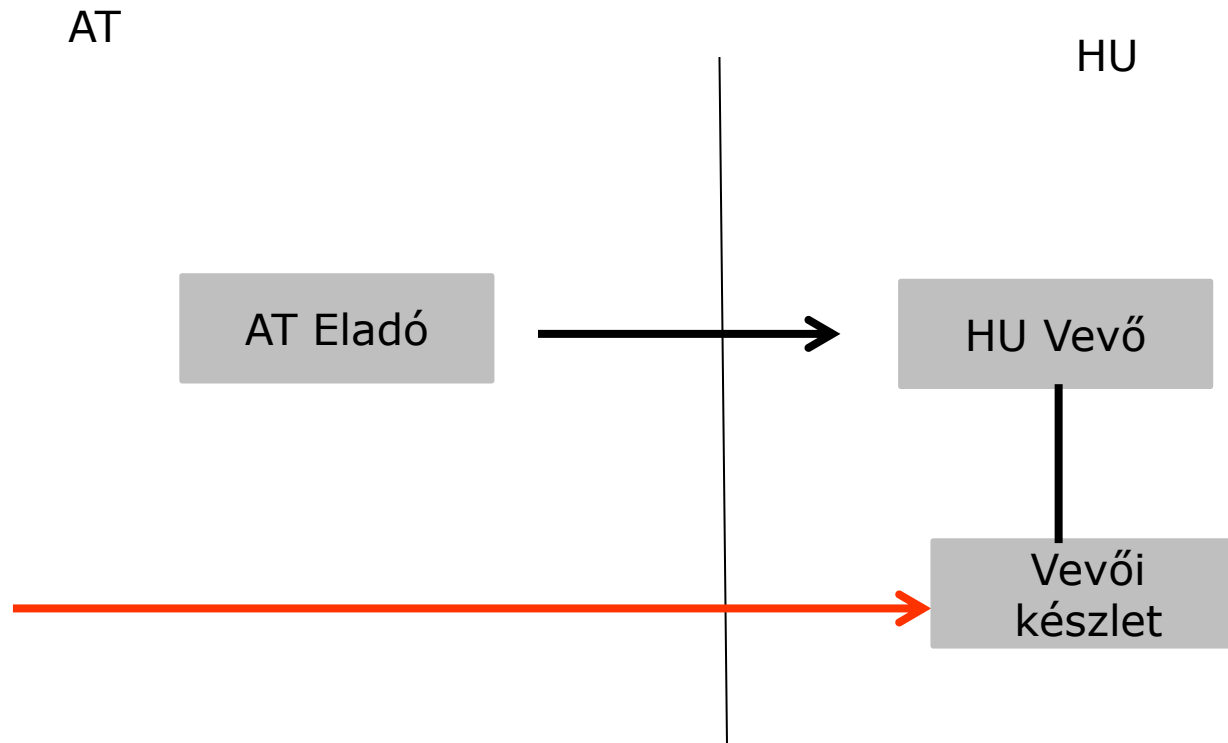 AT
HU
AT Eladó
HU Vevő
Vevői
készlet